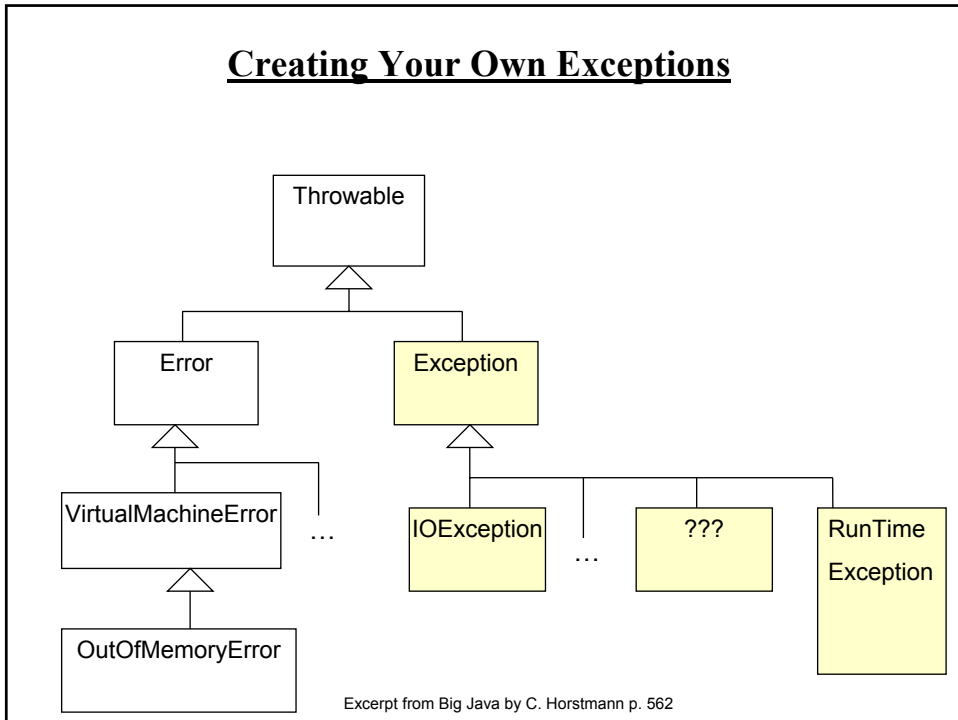 Creating Your Own Exceptions
Throwable
Error
Exception
VirtualMachineError
…
IOException
…
???
RunTime
Exception
OutOfMemoryError
Excerpt from Big Java by C. Horstmann p. 562